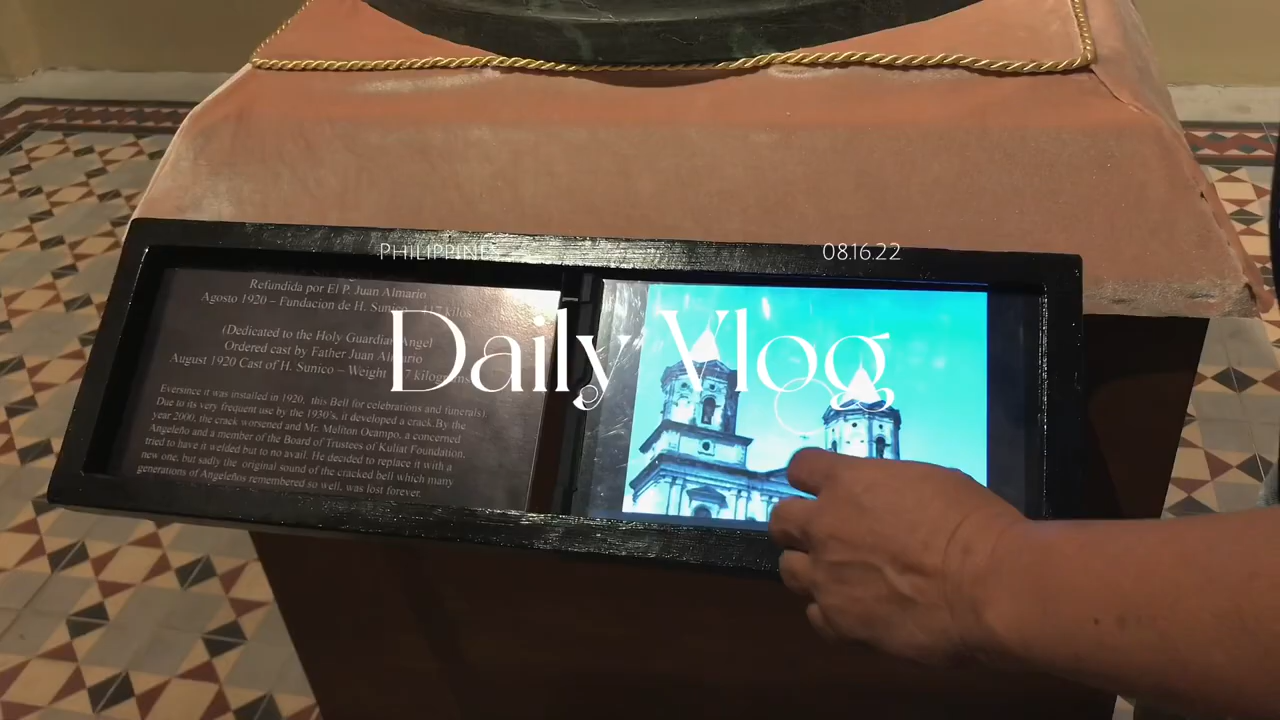 PHILIPPINES
08.16.22
Daily Vlog
Refundida por El P. Juan Almario
Agosto 1920 – Fundacion de H. Sunico – 117 kilos
(Dedicated to the Holy Guardian Angel
Ordered cast by Father Juan Almario
August 1920 Cast of H. Sunico – Weight 117 kilograms
Eversince it was installed in 1920, this Bell for celebrations and funerals).
Due to its very frequent use by the 1930's, it developed a crack.By the
year 2000, the crack worsened and Mr. Meliton Ocampo, a concerned
Angeleño and a member of the Board of Trustees of Kuliat Foundation,
tried to have it welded but to no avail. He decided to replace it with a
new one, but sadly the original sound of the cracked bell which many
generations of Angeleños remembered so well, was lost forever.